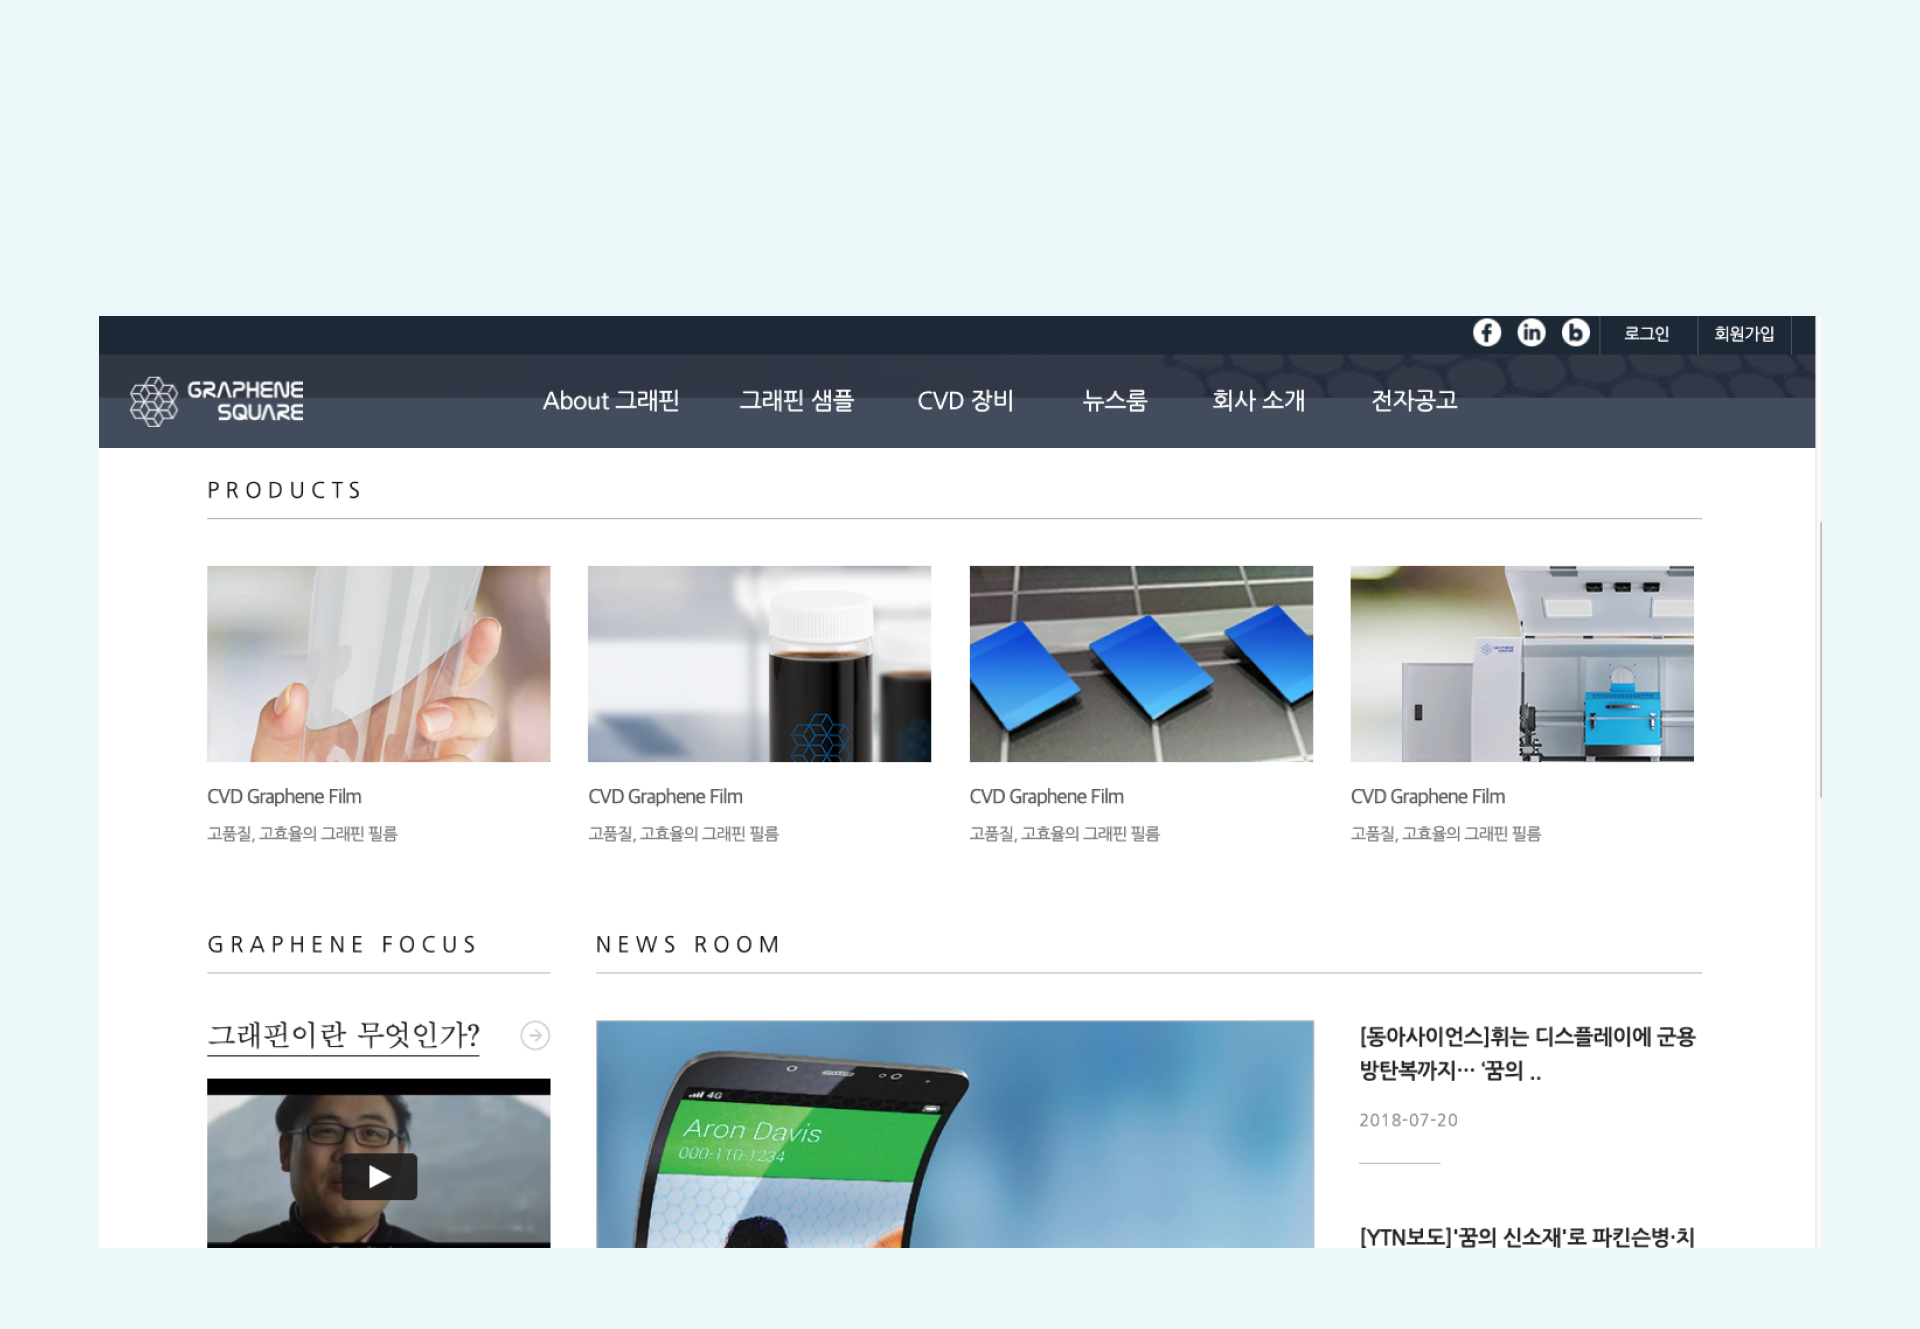 로그인 회원가입
GRAPHENE
SQUARE
About 그래핀 그래핀 샘플 CVD 장비 뉴스룸 회사 소개 전자공고
PRODUCTS
CVD Graphene Film
고품질, 고효율의 그래핀 필름
CVD Graphene Film
고품질, 고효율의 그래핀 필름
CVD Graphene Film
고품질, 고효율의 그래핀 필름
CVD Graphene Film
고품질, 고효율의 그래핀 필름
GRAPHENE FOCUS
그래핀이란 무엇인가?
NEWS ROOM
4G
Aron Davis
000-110-1234
[동아사이언스]휘는 디스플레이에 군용
방탄복까지… ‘꿈의 ..
2018-07-20
[YTN보도]'꿈의 신소재'로 파킨슨병·치